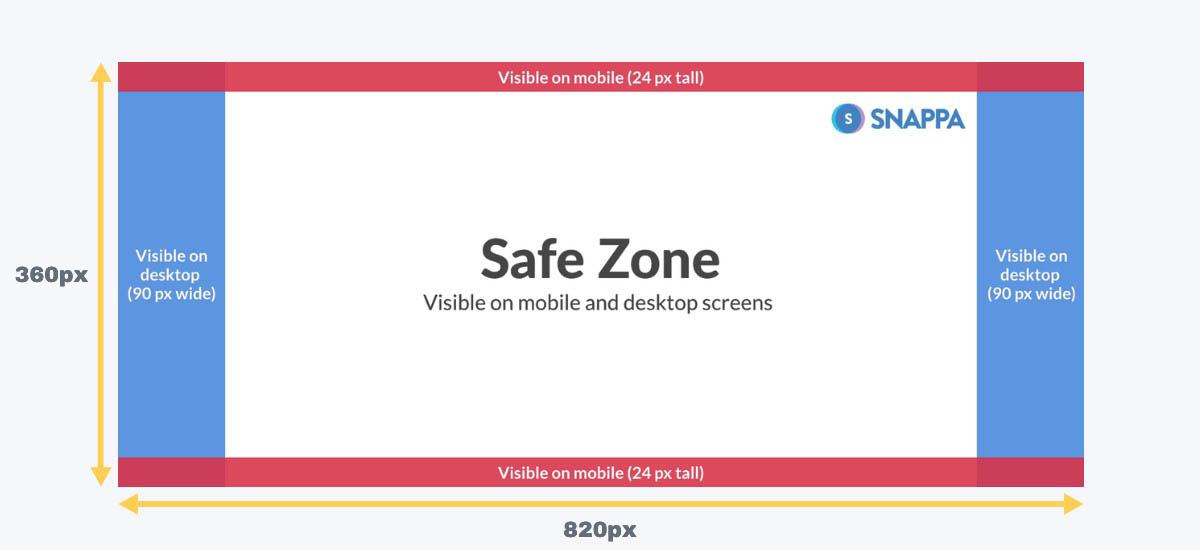 Visible on mobile (24 px tall)
S SNAPPA
Visible on
desktop
(90 px wide)
360px
Safe Zone
Visible on mobile and desktop screens
Visible on
desktop
(90 px wide)
Visible on mobile (24 px tall)
820px